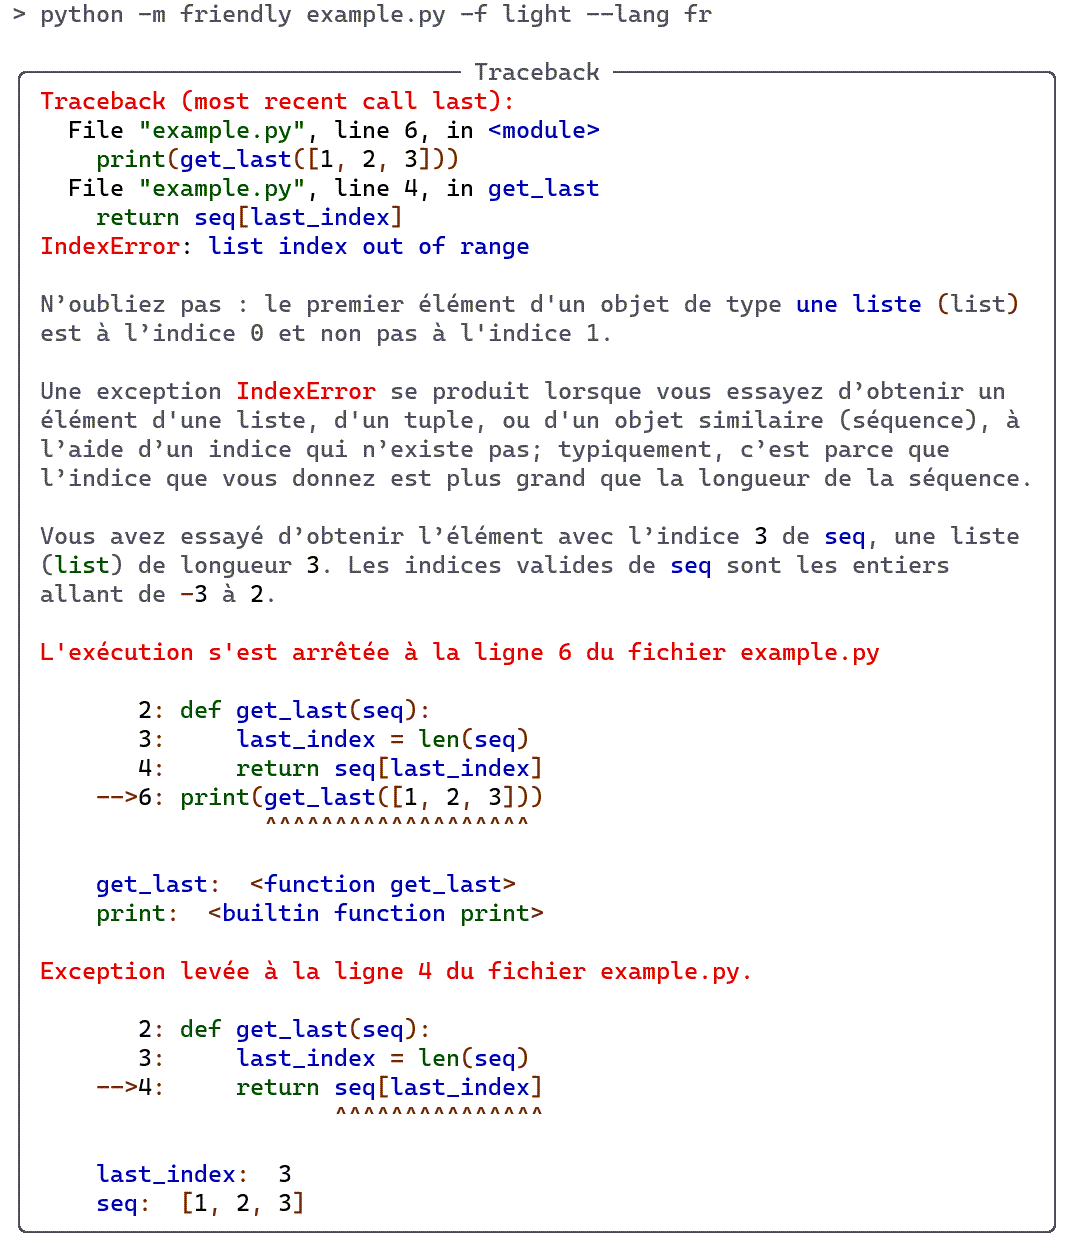 > python -m friendly example.py -f light --lang fr
Traceback
Traceback (most recent call last):
  File "example.py", line 6, in <module>
    print(get_last([1, 2, 3]))
  File "example.py", line 4, in get_last
    return seq[last_index]
IndexError: list index out of range
N’oubliez pas : le premier élément d'un objet de type une liste (list)
est à l’indice 0 et non pas à l'indice 1.
Une exception IndexError se produit lorsque vous essayez d’obtenir un
élément d'une liste, d'un tuple, ou d'un objet similaire (séquence), à
l’aide d’un indice qui n’existe pas; typiquement, c’est parce que
l’indice que vous donnez est plus grand que la longueur de la séquence.
Vous avez essayé d’obtenir l’élément avec l’indice 3 de seq, une liste
(list) de longueur 3. Les indices valides de seq sont les entiers
allant de -3 à 2.
L'exécution s'est arrêtée à la ligne 6 du fichier example.py
       2: def get_last(seq):
       3:     last_index = len(seq)
       4:     return seq[last_index]
    -->6: print(get_last([1, 2, 3]))
                ^^^^^^^^^^^^^^^^^^^
    get_last:  <function get_last>
    print:  <builtin function print>
Exception levée à la ligne 4 du fichier example.py.
       2: def get_last(seq):
       3:     last_index = len(seq)
    -->4:     return seq[last_index]
                     ^^^^^^^^^^^^^^^
    last_index:  3
    seq:  [1, 2, 3]